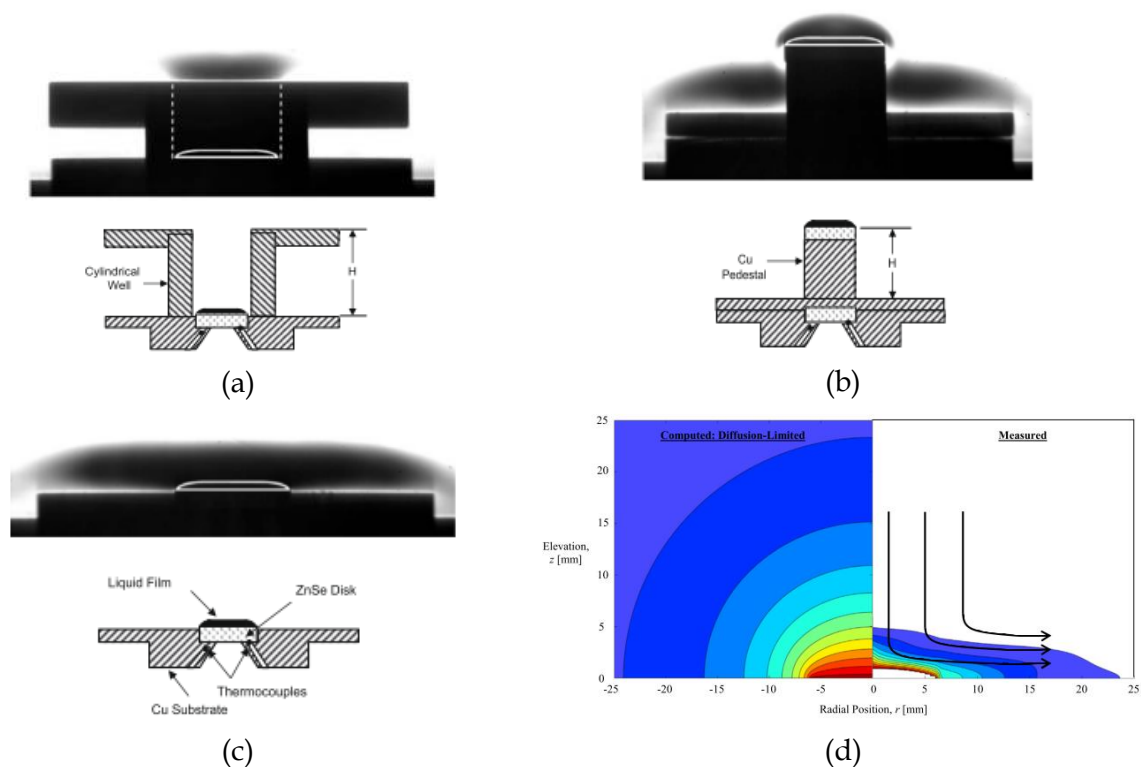 Cylindrical
Well
H
(a)
Cu
Pedestal
H
(b)
Liquid Film
ZnSe Disk
Thermocouples
Cu Substrate
(c)
Computed: Diffusion-Limited
Measured
Elevation,
z [mm]
25
20
15
10
5
0
-25 -20 -15 -10 -5 0 5 10 15 20 25
Radial Position, r [mm]
(d)